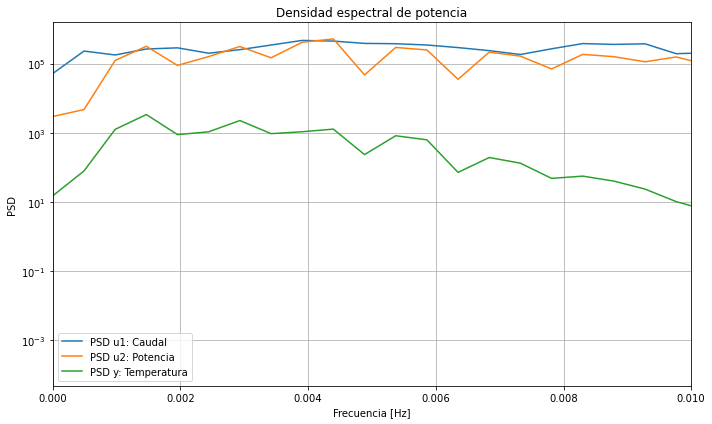 Densidad espectral de potencia
PSD
10^5
10^3
10^1
10^−1
10^−3
PSD u1: Caudal
PSD u2: Potencia
PSD y: Temperatura
0.000
0.002
0.004
0.006
0.008
0.010
Frecuencia [Hz]